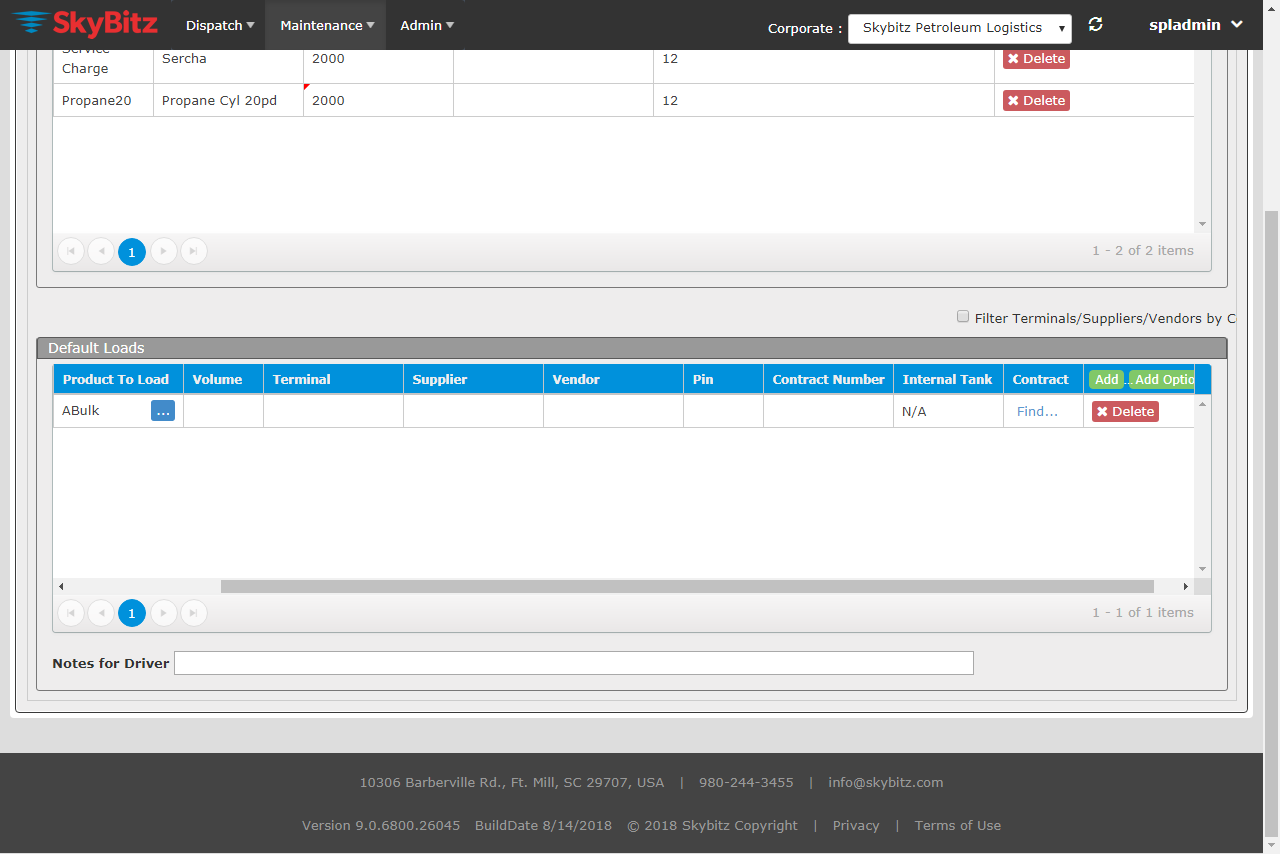 SkyBitz Dispatch Maintenance Admin Corporate : Skybitz Petroleum Logistics spladmin
Service
Charge Sercha 2000 12 Delete
Propane20 Propane Cyl 20pd 2000 12 Delete
1 1 - 2 of 2 items
Filter Terminals/Suppliers/Vendors by C
Default Loads
Product To Load Volume Terminal Supplier Vendor Pin Contract Number Internal Tank Contract Add ... Add Optio
ABulk ... N/A Find... Delete
1 1 - 1 of 1 items
Notes for Driver
10306 Barberville Rd., Ft. Mill, SC 29707, USA | 980-244-3455 | info@skybitz.com
Version 9.0.6800.26045 BuildDate 8/14/2018 © 2018 Skybitz Copyright | Privacy | Terms of Use